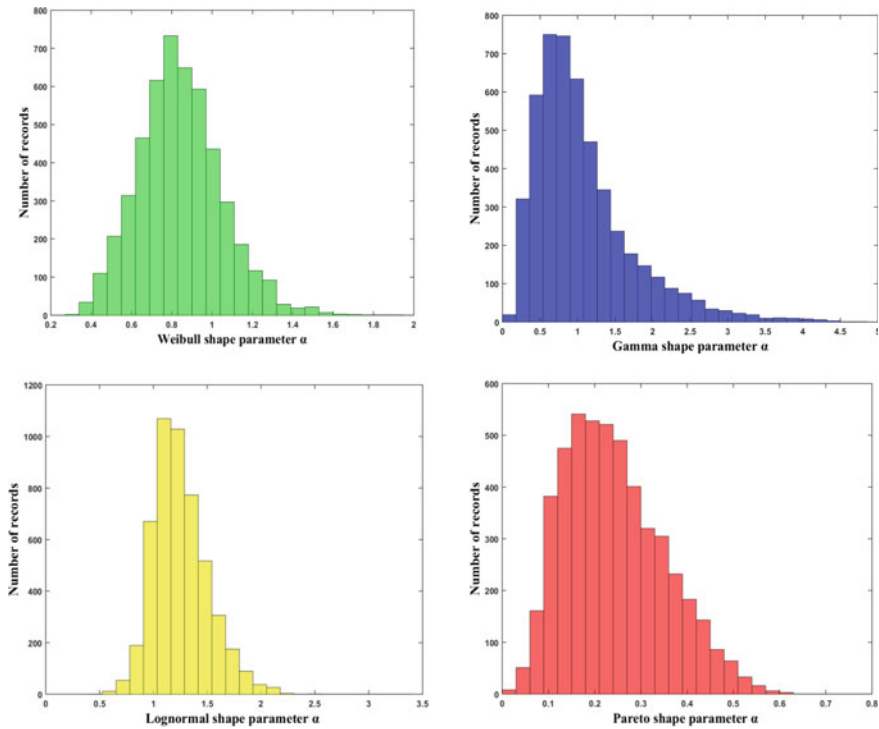 800
700
600
500
400
300
200
100
0
0.2 0.4 0.6 0.8 1 1.2 1.4 1.6 1.8 2
Number of records
Weibull shape parameter α
800
700
600
500
400
300
200
100
0
0 0.5 1 1.5 2 2.5 3 3.5 4 4.5 5
Number of records
Gamma shape parameter α
1200
1000
800
600
400
200
0
0 0.5 1 1.5 2 2.5 3 3.5
Number of records
Lognormal shape parameter α
600
500
400
300
200
100
0
0 0.1 0.2 0.3 0.4 0.5 0.6 0.7 0.8
Number of records
Pareto shape parameter α